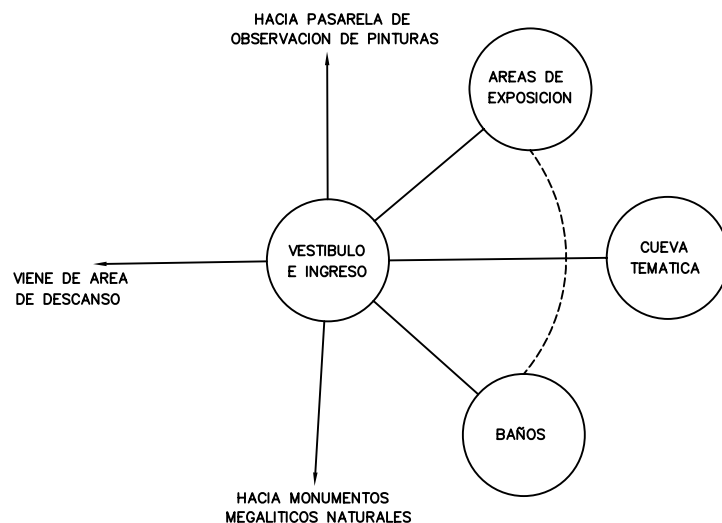 HACIA PASARELA DE
OBSERVACION DE PINTURAS
AREAS DE
EXPOSICION
VESTIBULO
E INGRESO
CUEVA
TEMATICA
VIENE DE AREA
DE DESCANSO
BAÑOS
HACIA MONUMENTOS
MEGALITICOS NATURALES